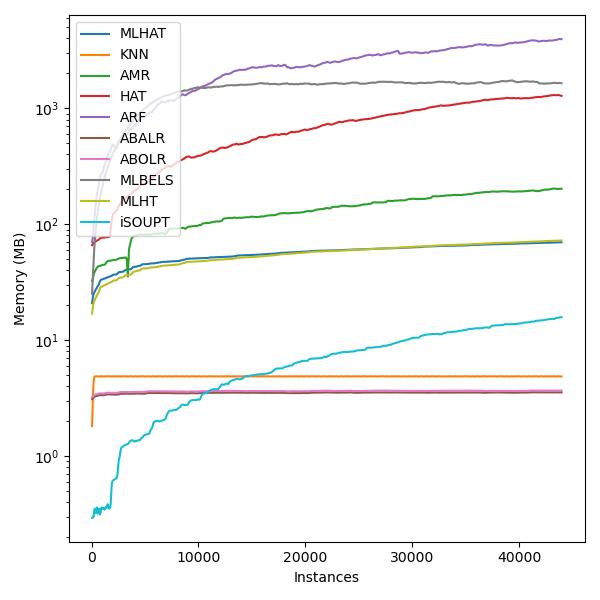 MLHAT
KNN
AMR
HAT
ARF
ABALR
ABOLR
MLBELS
MLHT
iSOUPT
10³
10²
10¹
10⁰
Memory (MB)
0 10000 20000 30000 40000
Instances